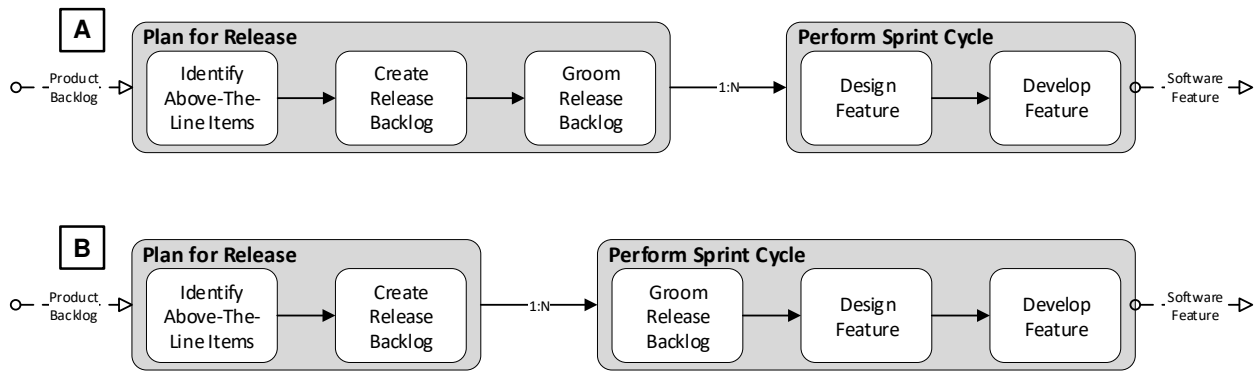 A
Plan for Release
Perform Sprint Cycle
Product
Backlog
Identify
Above-The-
Line Items
Create
Release
Backlog
Groom
Release
Backlog
1:N
Design
Feature
Develop
Feature
Software
Feature
B
Plan for Release
Perform Sprint Cycle
Product
Backlog
Identify
Above-The-
Line Items
Create
Release
Backlog
1:N
Groom
Release
Backlog
Design
Feature
Develop
Feature
Software
Feature